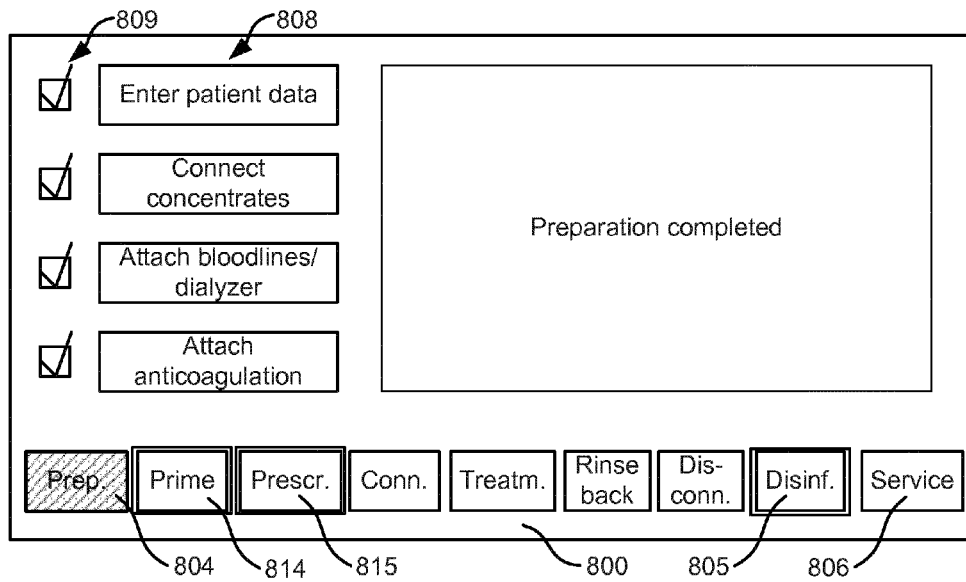 809
808
Enter patient data
Connect
concentrates
Attach bloodlines/
dialyzer
Attach
anticoagulation
Preparation completed
Prep.
Prime
Prescr.
Conn.
Treatm.
Rinse
back
Dis-
conn.
Disinf.
Service
804
814
815
800
805
806